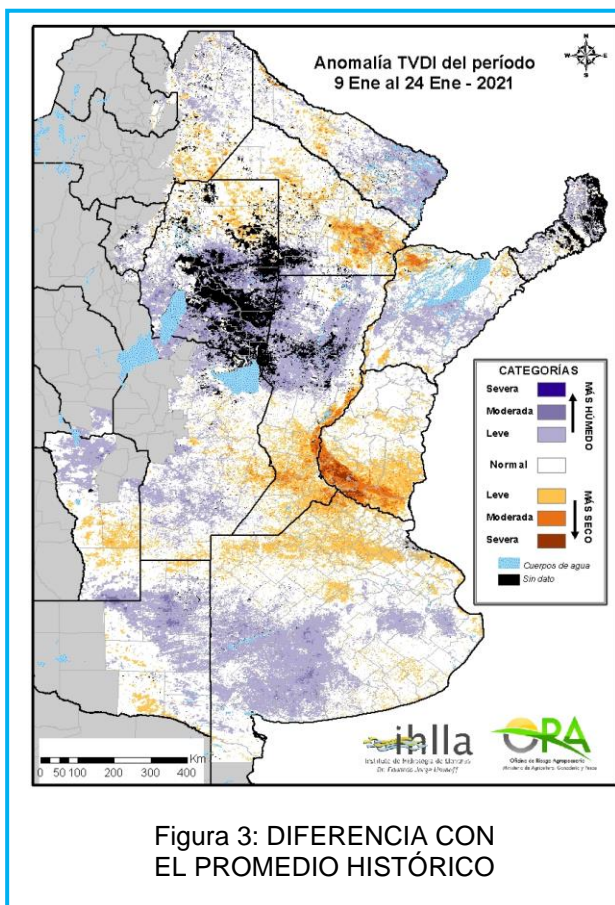 Anomalía TVDI del período
9 Ene al 24 Ene - 2021
N
W
E
S
CATEGORÍAS
Severa
Moderada
Leve
Normal
Leve
Moderada
Severa
MÁS HÚMEDO
MÁS SECO
Cuerpos de agua
Sin dato
ihlla
Instituto de Hidrología de Llanuras
ORA
Oficina de Riesgo Agropecuario
Km
0 50 100 200 300 400
Figura 3: DIFERENCIA CON
EL PROMEDIO HISTÓRICO